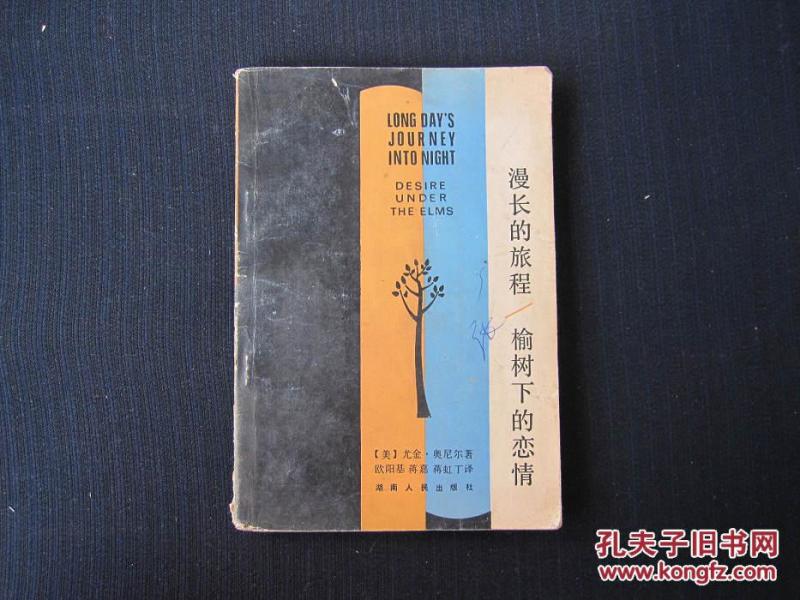 LONG DAY'S
JOURNEY
INTO NIGHT
DESIRE
UNDER
THE ELMS
漫长的旅程
榆树下的恋情
【美】尤金·奥尼尔著
欧阳基 蒋嘉 蒋虹丁译
湖南人民出版社
孔夫子旧书网
www.kongfz.com